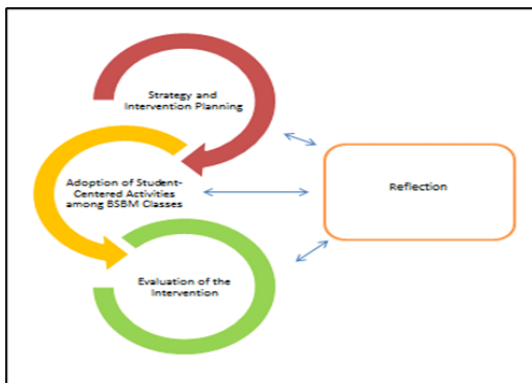 Strategy and
Intervention Planning
Adoption of Student-
Centered Activities
among BSBM Classes
Reflection
Evaluation of the
Intervention